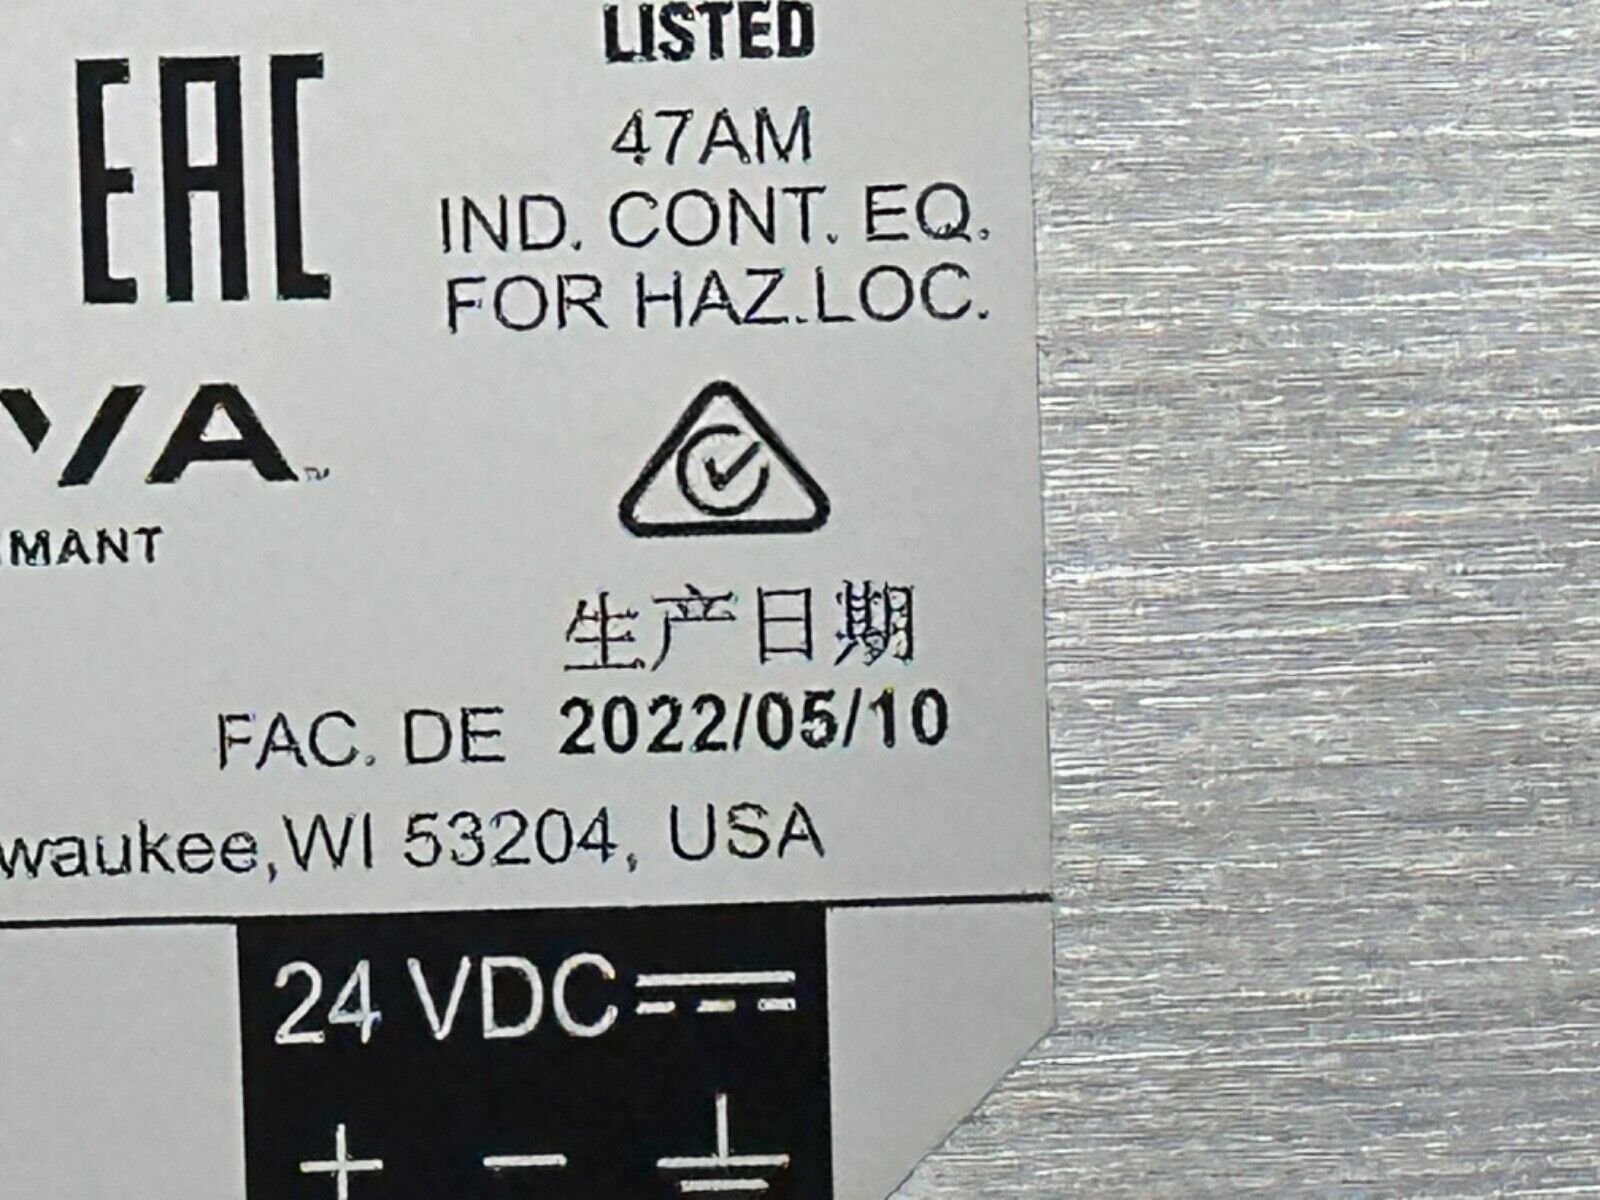 LISTED
EAC
47AM
IND. CONT. EQ.
FOR HAZ.LOC.
™
生产日期
FAC. DE 2022/05/10
WI 53204, USA
24 VDC
+ −